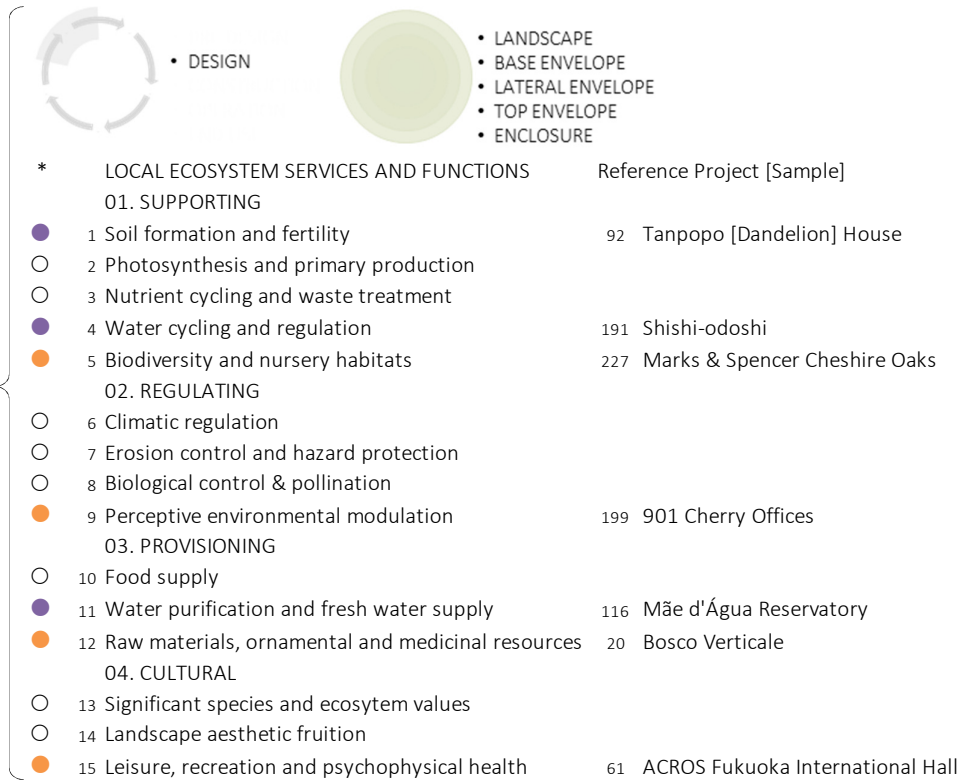 • DESIGN
• LANDSCAPE
• BASE ENVELOPE
• LATERAL ENVELOPE
• TOP ENVELOPE
• ENCLOSURE
* LOCAL ECOSYSTEM SERVICES AND FUNCTIONS Reference Project [Sample]
01. SUPPORTING
1 Soil formation and fertility 92 Tanpopo [Dandelion] House
2 Photosynthesis and primary production
3 Nutrient cycling and waste treatment
4 Water cycling and regulation 191 Shishi-odoshi
5 Biodiversity and nursery habitats 227 Marks & Spencer Cheshire Oaks
02. REGULATING
6 Climatic regulation
7 Erosion control and hazard protection
8 Biological control & pollination
9 Perceptive environmental modulation 199 901 Cherry Offices
03. PROVISIONING
10 Food supply
11 Water purification and fresh water supply 116 Mãe d'Água Reservatory
12 Raw materials, ornamental and medicinal resources 20 Bosco Verticale
04. CULTURAL
13 Significant species and ecosytem values
14 Landscape aesthetic fruition
15 Leisure, recreation and psychophysical health 61 ACROS Fukuoka International Hall